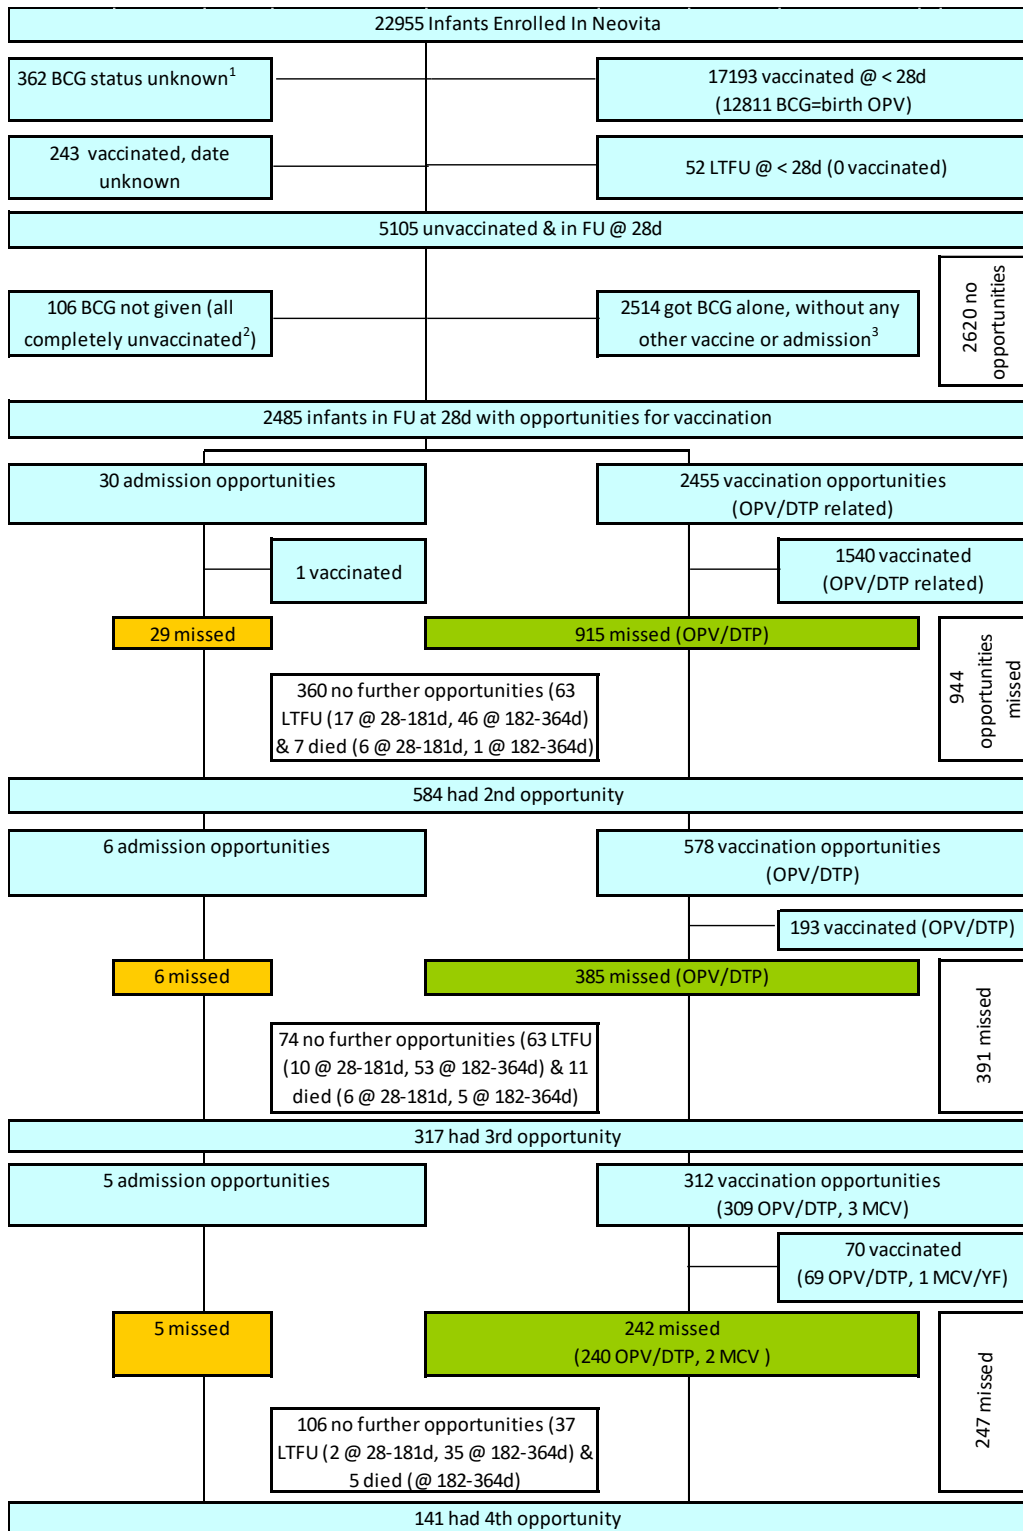 22955 Infants Enrolled In Neovita
362 BCG status unknown1
17193 vaccinated @ < 28d
(12811 BCG=birth OPV)
243 vaccinated, date
unknown
52 LTFU @ < 28d (0 vaccinated)
5105 unvaccinated & in FU @ 28d
106 BCG not given (all
completely unvaccinated2)
2514 got BCG alone, without any
other vaccine or admission3
2620 no
opportunities
2485 infants in FU at 28d with opportunities for vaccination
30 admission opportunities
2455 vaccination opportunities
(OPV/DTP related)
1 vaccinated
1540 vaccinated
(OPV/DTP related)
29 missed
915 missed (OPV/DTP)
944
opportunities
missed
360 no further opportunities (63
LTFU (17 @ 28-181d, 46 @ 182-364d)
& 7 died (6 @ 28-181d, 1 @ 182-364d)
584 had 2nd opportunity
6 admission opportunities
578 vaccination opportunities
(OPV/DTP)
193 vaccinated (OPV/DTP)
6 missed
385 missed (OPV/DTP)
391 missed
74 no further opportunities (63 LTFU
(10 @ 28-181d, 53 @ 182-364d) & 11
died (6 @ 28-181d, 5 @ 182-364d)
317 had 3rd opportunity
5 admission opportunities
312 vaccination opportunities
(309 OPV/DTP, 3 MCV)
70 vaccinated
(69 OPV/DTP, 1 MCV/YF)
5 missed
242 missed
(240 OPV/DTP, 2 MCV )
247 missed
106 no further opportunities (37
LTFU (2 @ 28-181d, 35 @ 182-364d) &
5 died (@ 182-364d)
141 had 4th opportunity